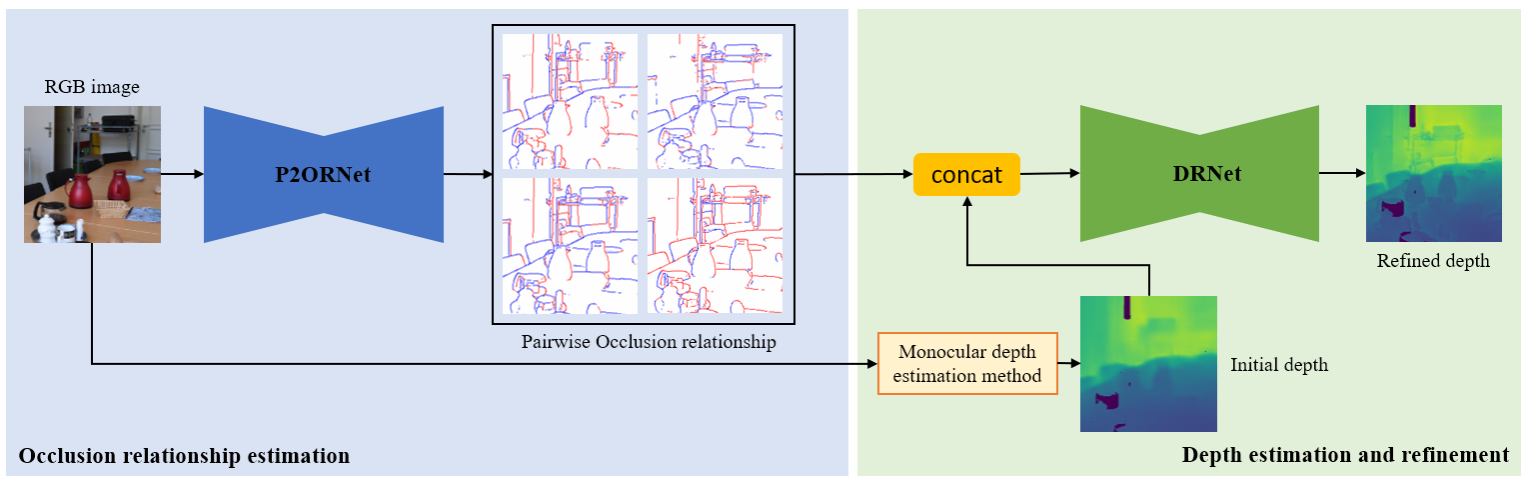 RGB image
P2ORNet
Pairwise Occlusion relationship
Occlusion relationship estimation
concat
DRNet
Refined depth
Monocular depth
estimation method
Initial depth
Depth estimation and refinement